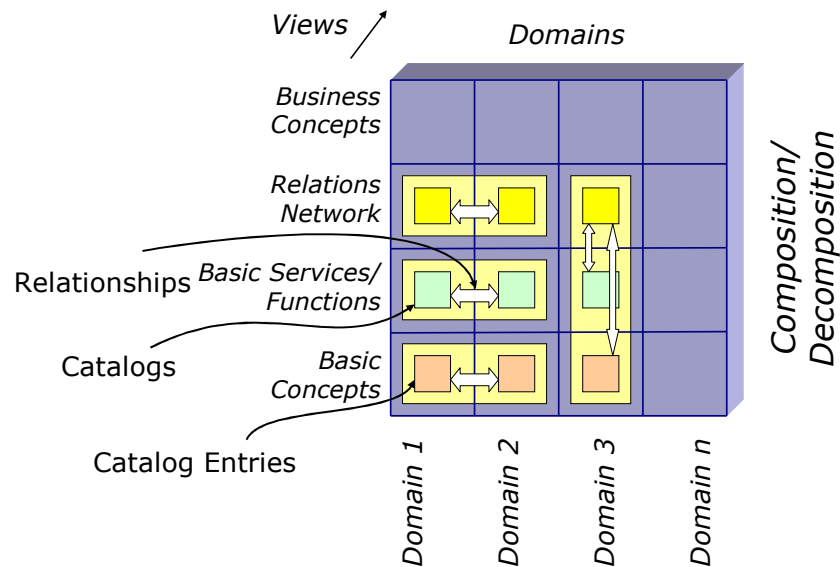 Views
Domains
Business
Concepts
Relations
Network
Relationships
Basic Services/
Functions
Catalogs
Basic
Concepts
Catalog Entries
Composition/
Decomposition
Domain 1
Domain 2
Domain 3
Domain n